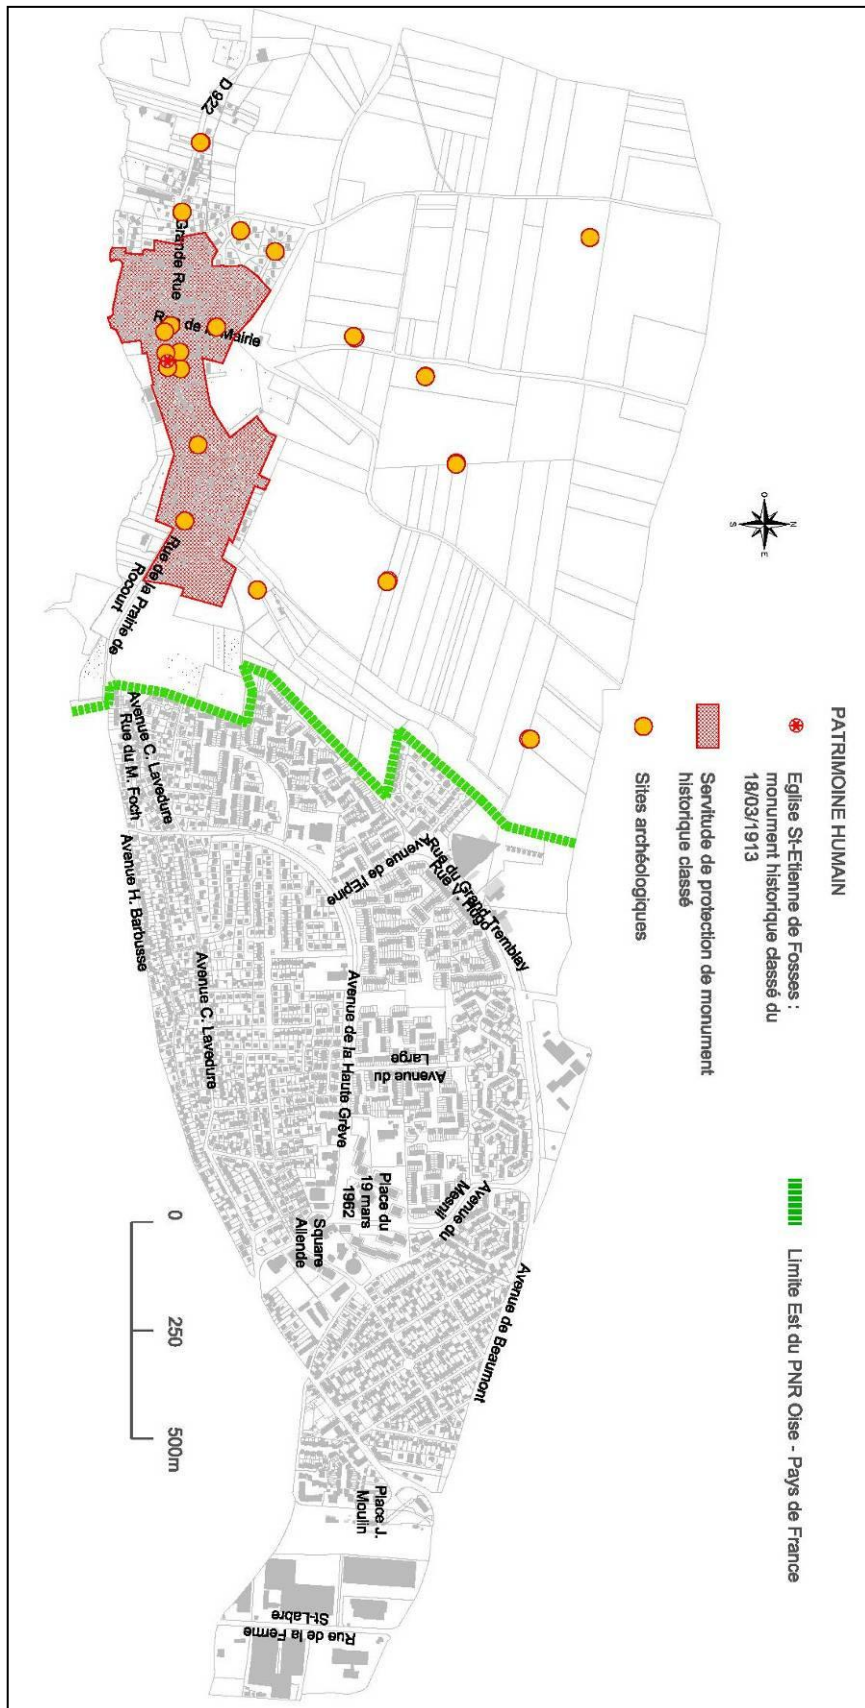 PATRIMOINE HUMAIN
Eglise St-Etienne de Fosses :
monument historique classé du
18/03/1913
Servitude de protection de monument
historique classé
Sites archéologiques
Limite Est du PNR Oise - Pays de France
N
O
E
S
D 922
Grande Rue
de la Mairie
Rue de la Prairie de
Rocourt
Avenue C. Lavedure
Rue du M. Foch
Avenue H. Barbusse
Avenue C. Lavedure
Avenue de l'Epine
Rue du Grand Tremblay
Rue V. Hugo
Avenue de la Haute Grève
Avenue du
Large
Avenue du
Mesnil
Place du
19 mars
1962
Square
Allende
Avenue de Beaumont
Place J.
Moulin
Rue de la Ferme
St-Labre
0
250
500m